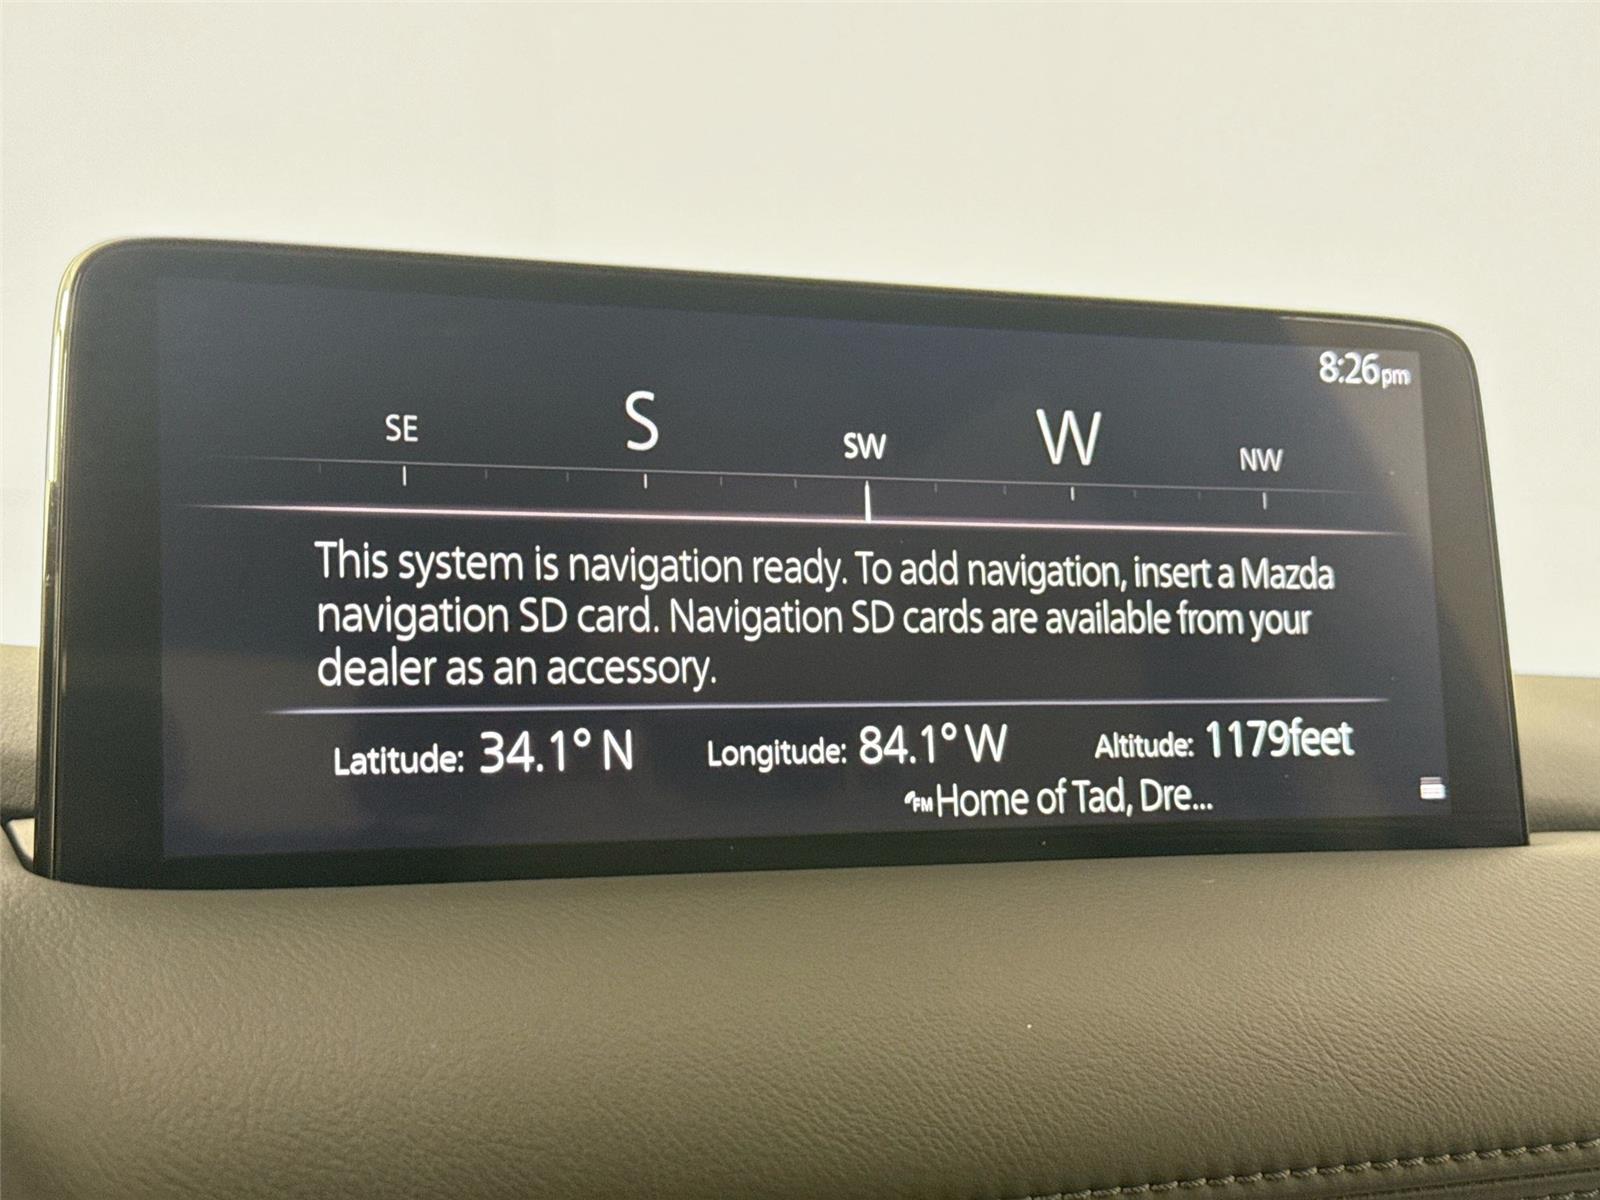 8:26pm
SE S SW W NW
This system is navigation ready. To add navigation, insert a Mazda
navigation SD card. Navigation SD cards are available from your
dealer as an accessory.
Latitude: 34.1° N Longitude: 84.1° W Altitude: 1179feet
FM Home of Tad, Dre...